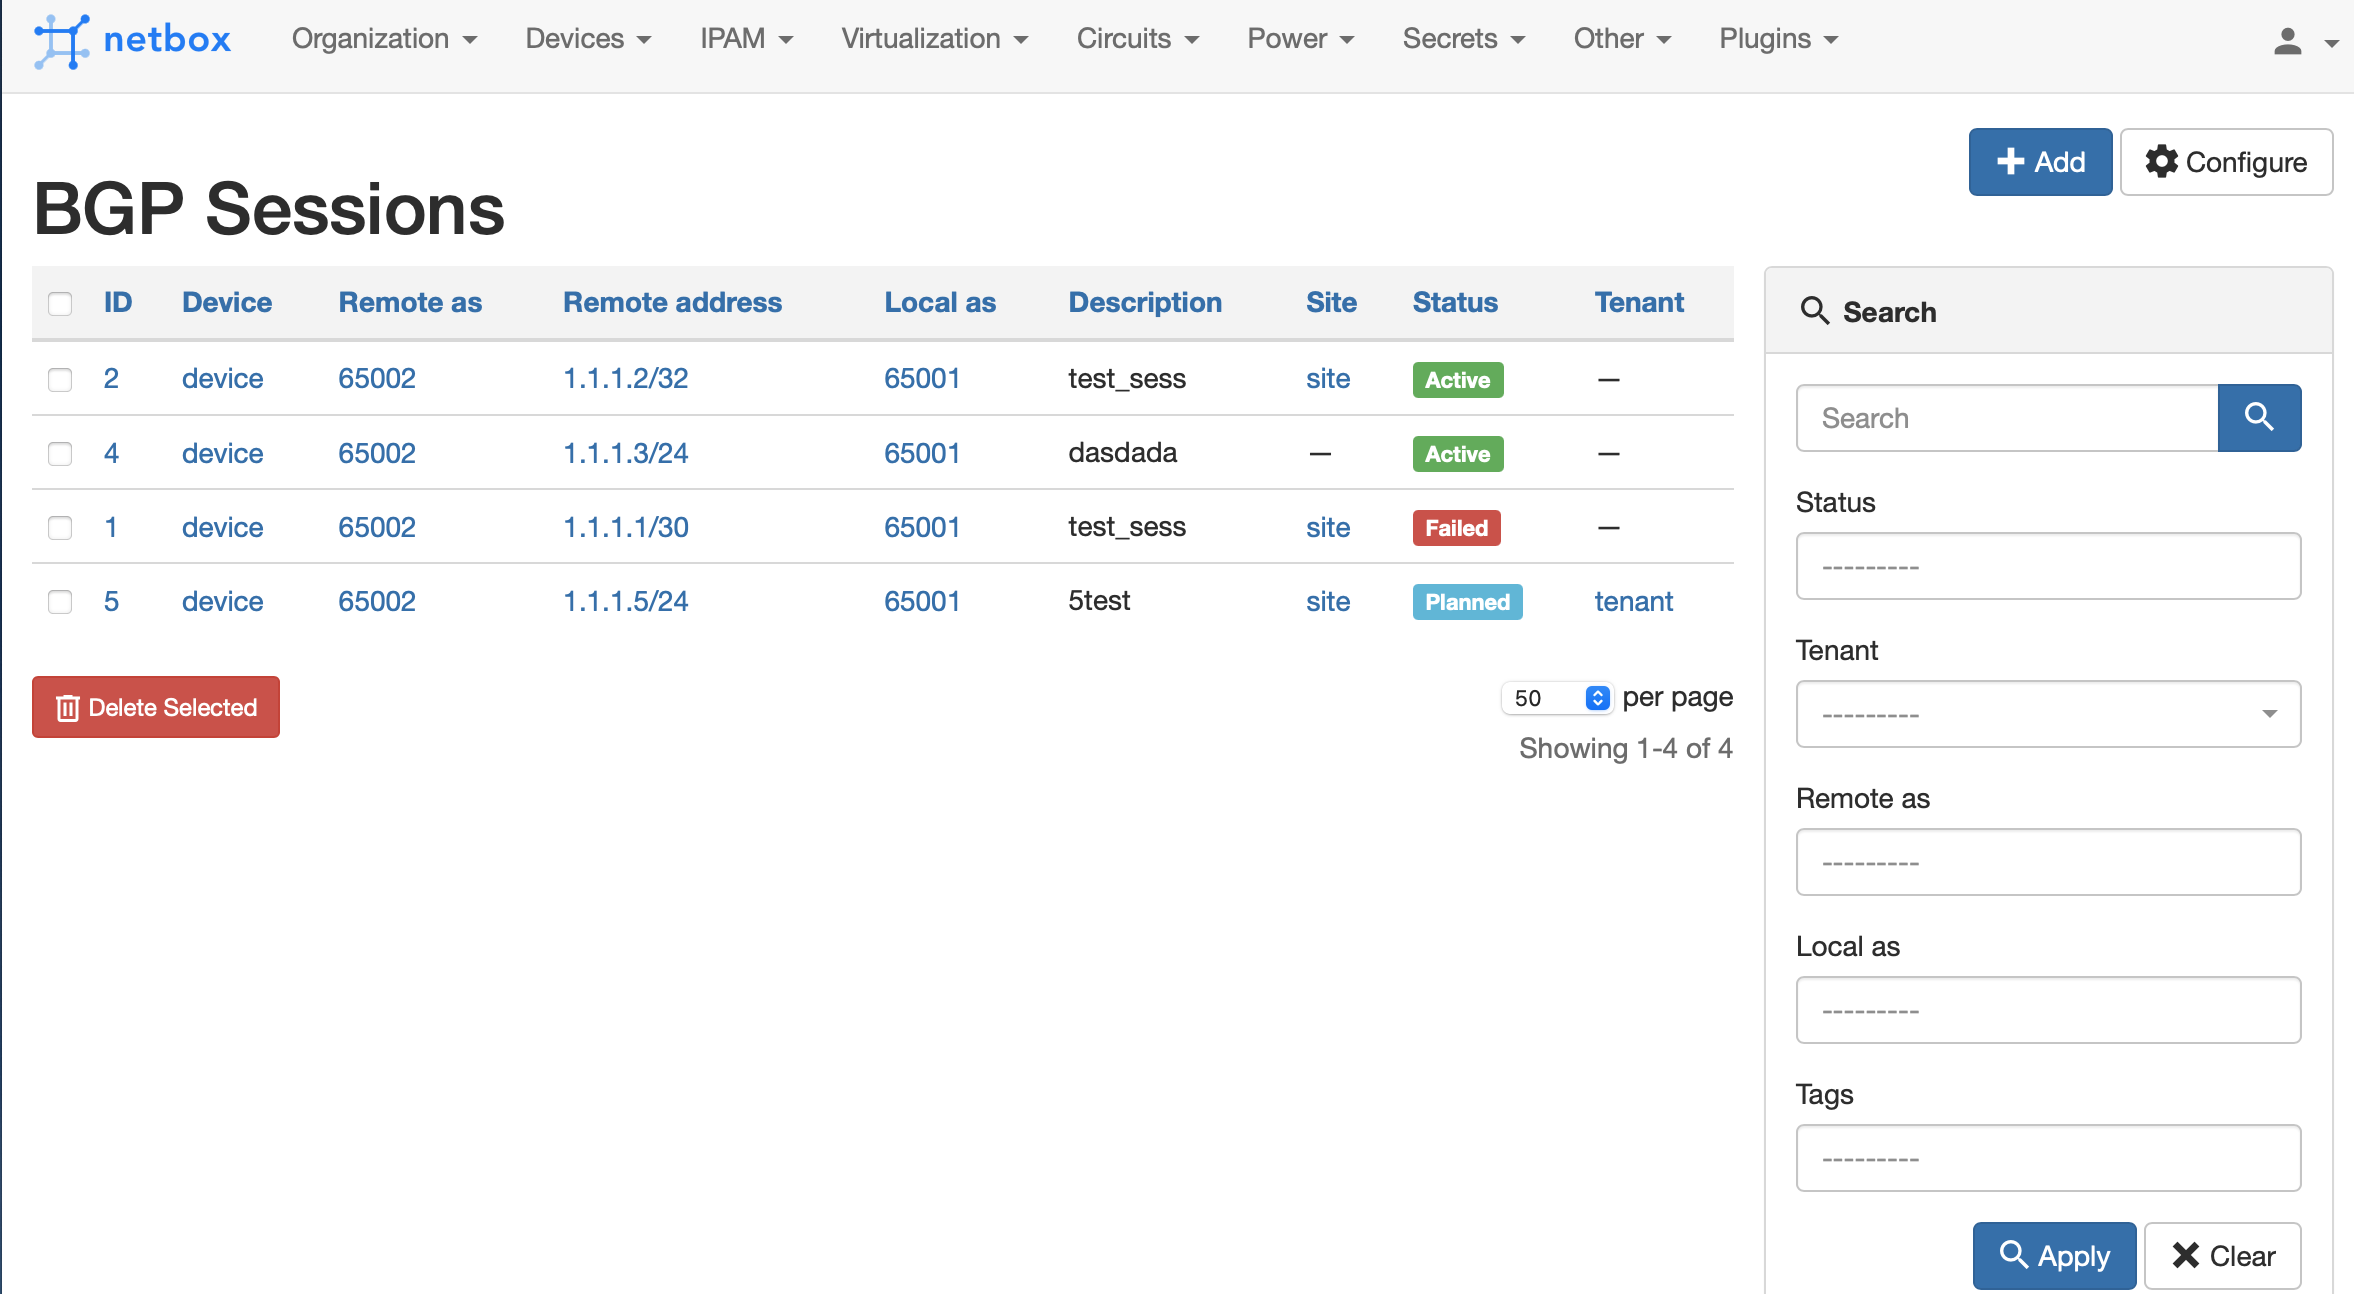 netbox Organization Devices IPAM Virtualization Circuits Power Secrets Other Plugins
Add Configure
BGP Sessions
ID Device Remote as Remote address Local as Description Site Status Tenant
2 device 65002 1.1.1.2/32 65001 test_sess site Active —
4 device 65002 1.1.1.3/24 65001 dasdada — Active —
1 device 65002 1.1.1.1/30 65001 test_sess site Failed —
5 device 65002 1.1.1.5/24 65001 5test site Planned tenant
Delete Selected
50 per page
Showing 1-4 of 4
Search
Search
Status
---------
Tenant
---------
Remote as
---------
Local as
---------
Tags
---------
Apply Clear